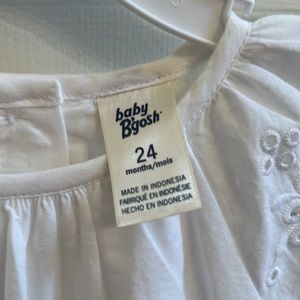 baby
B'gosh
24
months/mois
MADE IN INDONESIA
FABRIQUÉ EN INDONÉSIE
HECHO EN INDONESIA